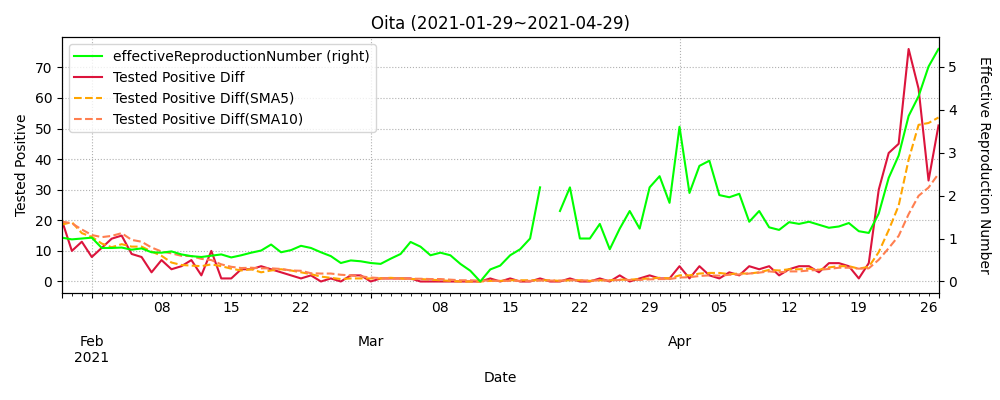 Oita (2021-01-29~2021-04-29)
effectiveReproductionNumber (right)
Tested Positive Diff
Tested Positive Diff(SMA5)
Tested Positive Diff(SMA10)
Tested Positive
70
60
50
40
30
20
10
0
5
4
3
2
1
0
Effective Reproduction Number
08 15 22 08 15 22 29 05 12 19 26
Feb Mar Apr
2021
Date